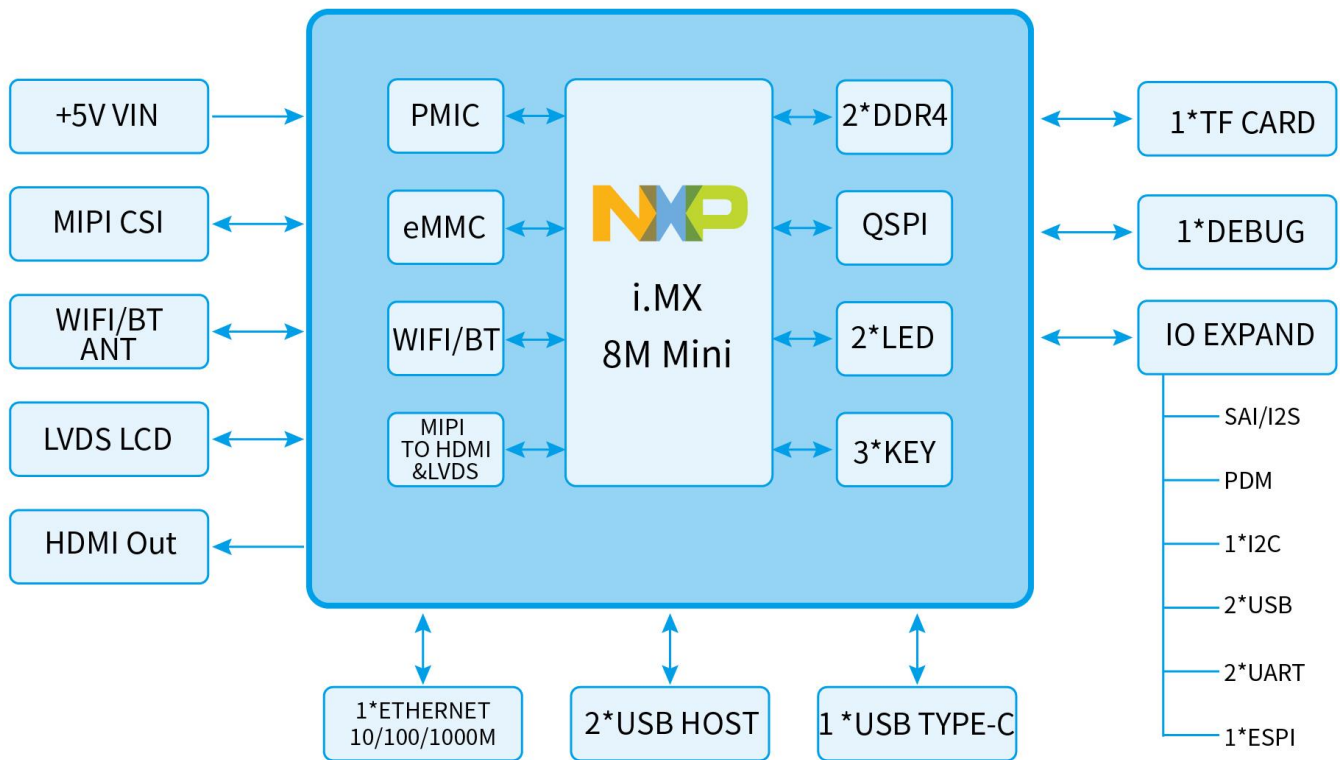 +5V VIN
MIPI CSI
WIFI/BT
ANT
LVDS LCD
HDMI Out
PMIC
eMMC
WIFI/BT
MIPI
TO HDMI
&LVDS
NXP
i.MX
8M Mini
2*DDR4
QSPI
2*LED
3*KEY
1*TF CARD
1*DEBUG
IO EXPAND
SAI/I2S
PDM
1*I2C
2*USB
2*UART
1*ESPI
1*ETHERNET
10/100/1000M
2*USB HOST
1 *USB TYPE-C